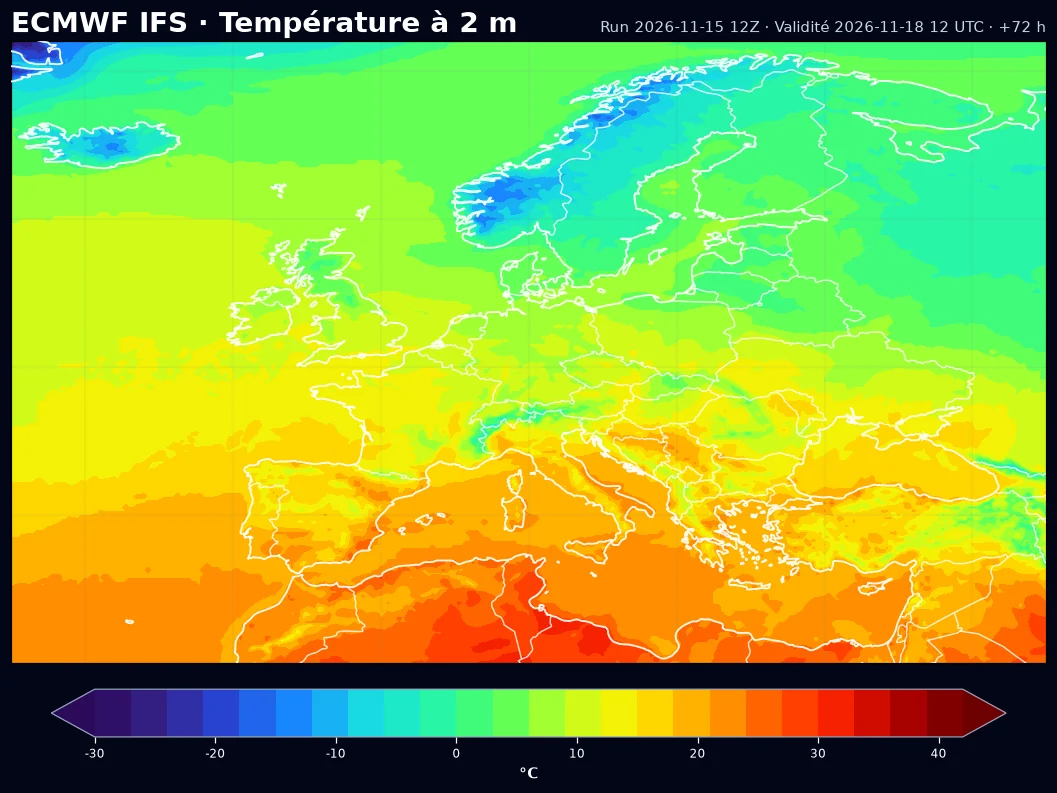 ECMWF IFS · Température à 2 m
Run 2026-11-15 12Z · Validité 2026-11-18 12 UTC · +72 h
-30 -20 -10 0 10 20 30 40
°C